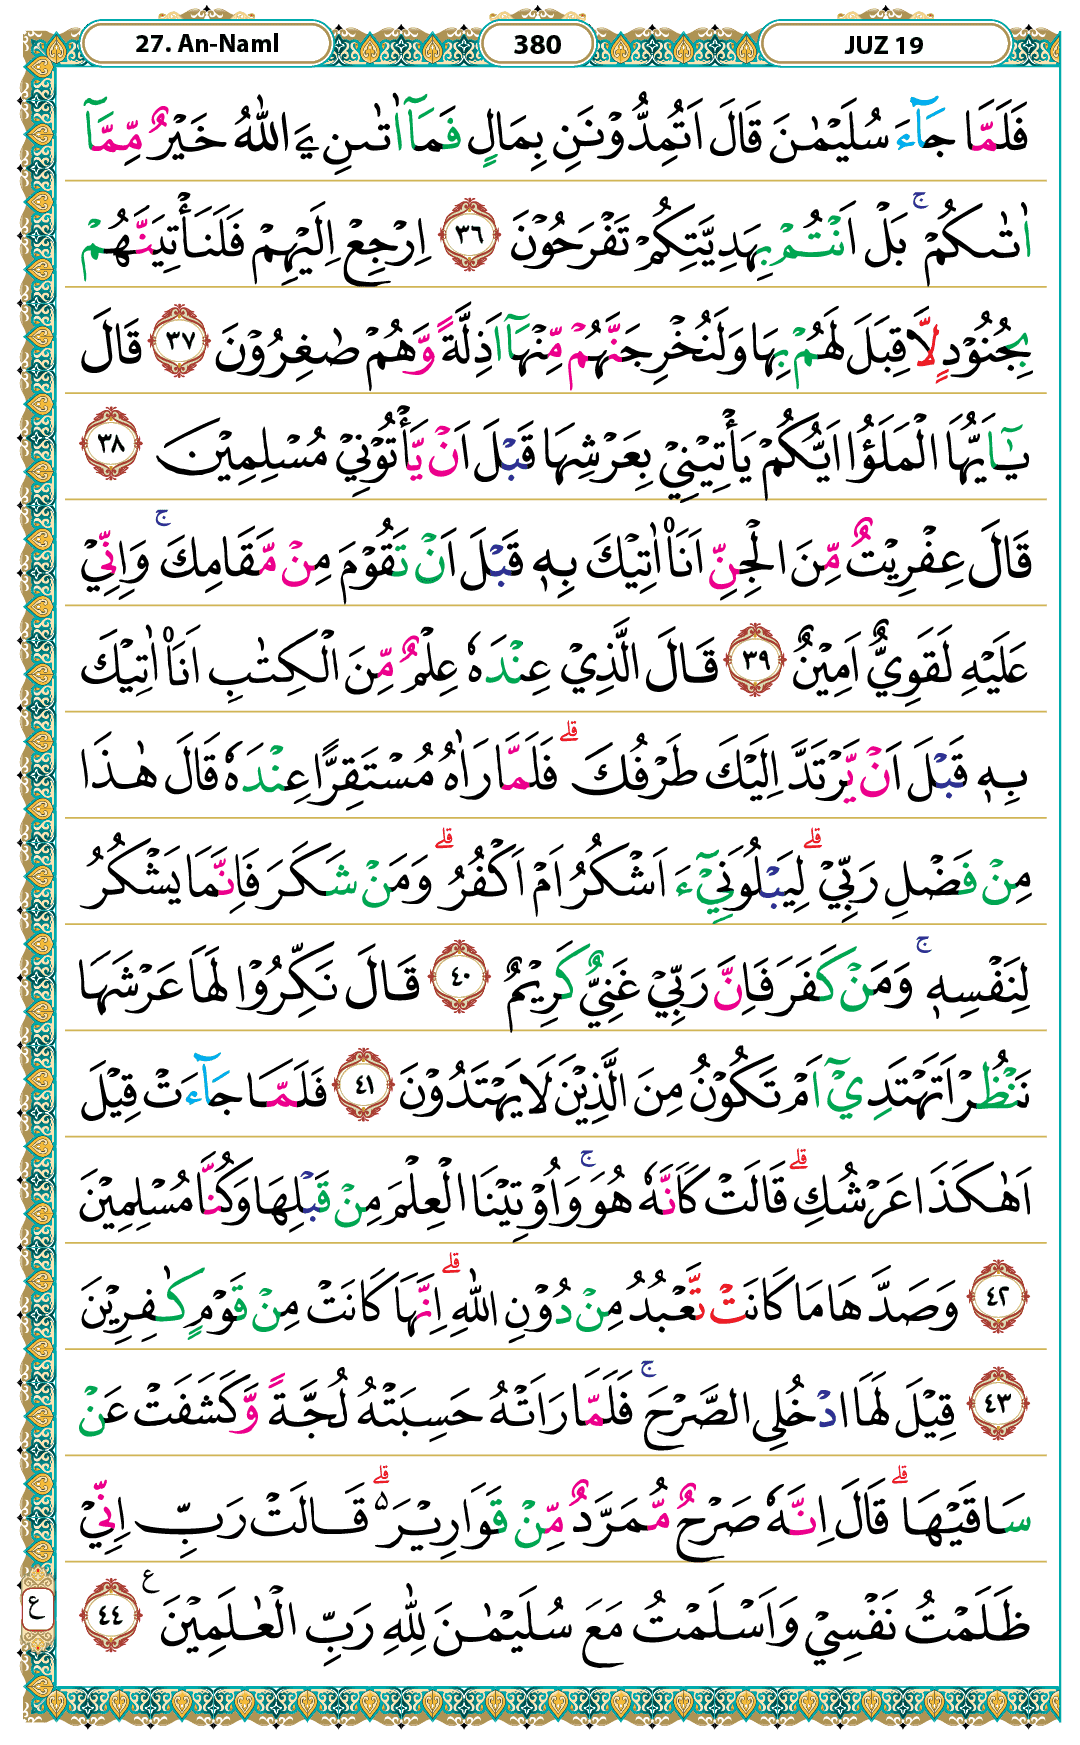 27. An-Naml 380 JUZ 19
فَلَمَّا جَآءَ سُلَيْمٰنَ قَالَ اَتُمِدُّوْنَنِ بِمَالٍ فَمَآ اٰتٰىنِ ےَ اللّٰهُ خَيْرٌ مِّمَّآ
اٰتٰىكُمْ ۚ بَلْ اَنْتُمْ بِهَدِيَّتِكُمْ تَفْرَحُوْنَ ٣٦ اِرْجِعْ اِلَيْهِمْ فَلَنَأْتِيَنَّهُمْ
بِجُنُوْدٍ لَّا قِبَلَ لَهُمْ بِهَا وَلَنُخْرِجَنَّهُمْ مِّنْهَآ اَذِلَّةً وَّهُمْ صٰغِرُوْنَ ٣٧ قَالَ
يٰٓاَيُّهَا الْمَلَؤُا اَيُّكُمْ يَأْتِيْنِيْ بِعَرْشِهَا قَبْلَ اَنْ يَّأْتُوْنِيْ مُسْلِمِيْنَ ٣٨
قَالَ عِفْرِيْتٌ مِّنَ الْجِنِّ اَنَا۠ اٰتِيْكَ بِهٖ قَبْلَ اَنْ تَقُوْمَ مِنْ مَّقَامِكَ ۚ وَاِنِّيْ
عَلَيْهِ لَقَوِيٌّ اَمِيْنٌ ٣٩ قَالَ الَّذِيْ عِنْدَهٗ عِلْمٌ مِّنَ الْكِتٰبِ اَنَا۠ اٰتِيْكَ
بِهٖ قَبْلَ اَنْ يَّرْتَدَّ اِلَيْكَ طَرْفُكَ ۗ فَلَمَّا رَاٰهُ مُسْتَقِرًّا عِنْدَهٗ قَالَ هٰذَا
مِنْ فَضْلِ رَبِّيْ ۗ لِيَبْلُوَنِيْٓ ءَاَشْكُرُ اَمْ اَكْفُرُ ۗ وَمَنْ شَكَرَ فَاِنَّمَا يَشْكُرُ
لِنَفْسِهٖ ۚ وَمَنْ كَفَرَ فَاِنَّ رَبِّيْ غَنِيٌّ كَرِيْمٌ ٤٠ قَالَ نَكِّرُوْا لَهَا عَرْشَهَا
نَنْظُرْ اَتَهْتَدِيْٓ اَمْ تَكُوْنُ مِنَ الَّذِيْنَ لَا يَهْتَدُوْنَ ٤١ فَلَمَّا جَآءَتْ قِيْلَ
اَهٰكَذَا عَرْشُكِ ۗ قَالَتْ كَاَنَّهٗ هُوَ ۚ وَاُوْتِيْنَا الْعِلْمَ مِنْ قَبْلِهَا وَكُنَّا مُسْلِمِيْنَ
٤٢ وَصَدَّهَا مَا كَانَتْ تَّعْبُدُ مِنْ دُوْنِ اللّٰهِ ۗ اِنَّهَا كَانَتْ مِنْ قَوْمٍ كٰفِرِيْنَ
٤٣ قِيْلَ لَهَا ادْخُلِى الصَّرْحَ ۚ فَلَمَّا رَاَتْهُ حَسِبَتْهُ لُجَّةً وَّكَشَفَتْ عَنْ
سَاقَيْهَا ۗ قَالَ اِنَّهٗ صَرْحٌ مُّمَرَّدٌ مِّنْ قَوَارِيْرَ ۗ ۵ قَالَتْ رَبِّ اِنِّيْ
ظَلَمْتُ نَفْسِيْ وَاَسْلَمْتُ مَعَ سُلَيْمٰنَ لِلّٰهِ رَبِّ الْعٰلَمِيْنَ ع ٤٤
ع